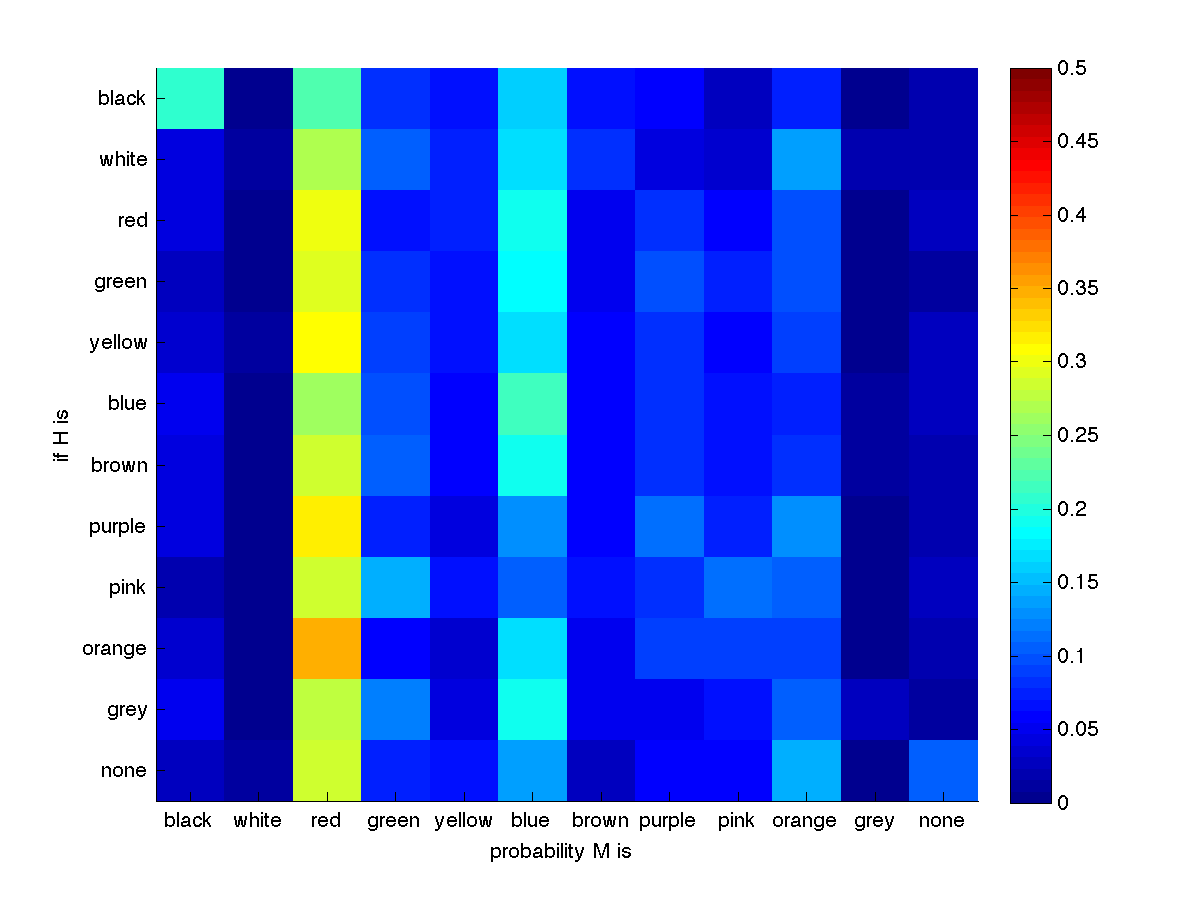 black
white
red
green
yellow
blue
brown
purple
pink
orange
grey
none
if H is
black white red green yellow blue brown purple pink orange grey none
probability M is
0.5
0.45
0.4
0.35
0.3
0.25
0.2
0.15
0.1
0.05
0